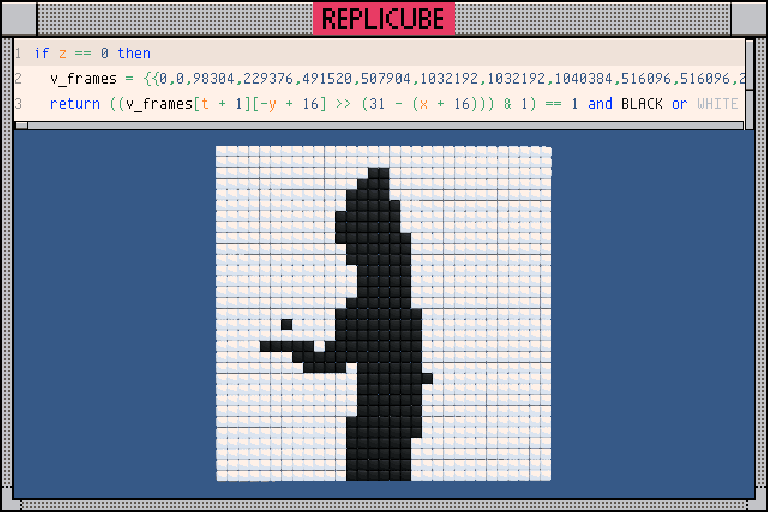 REPLICUBE
1 if z == 0 then
2 v_frames = {{0,0,98304,229376,491520,507904,1032192,1032192,1040384,516096,516096,2
3 return ((v_frames[t + 1][-y + 16] >> (31 - (x + 16))) & 1) == 1 and BLACK or WHITE